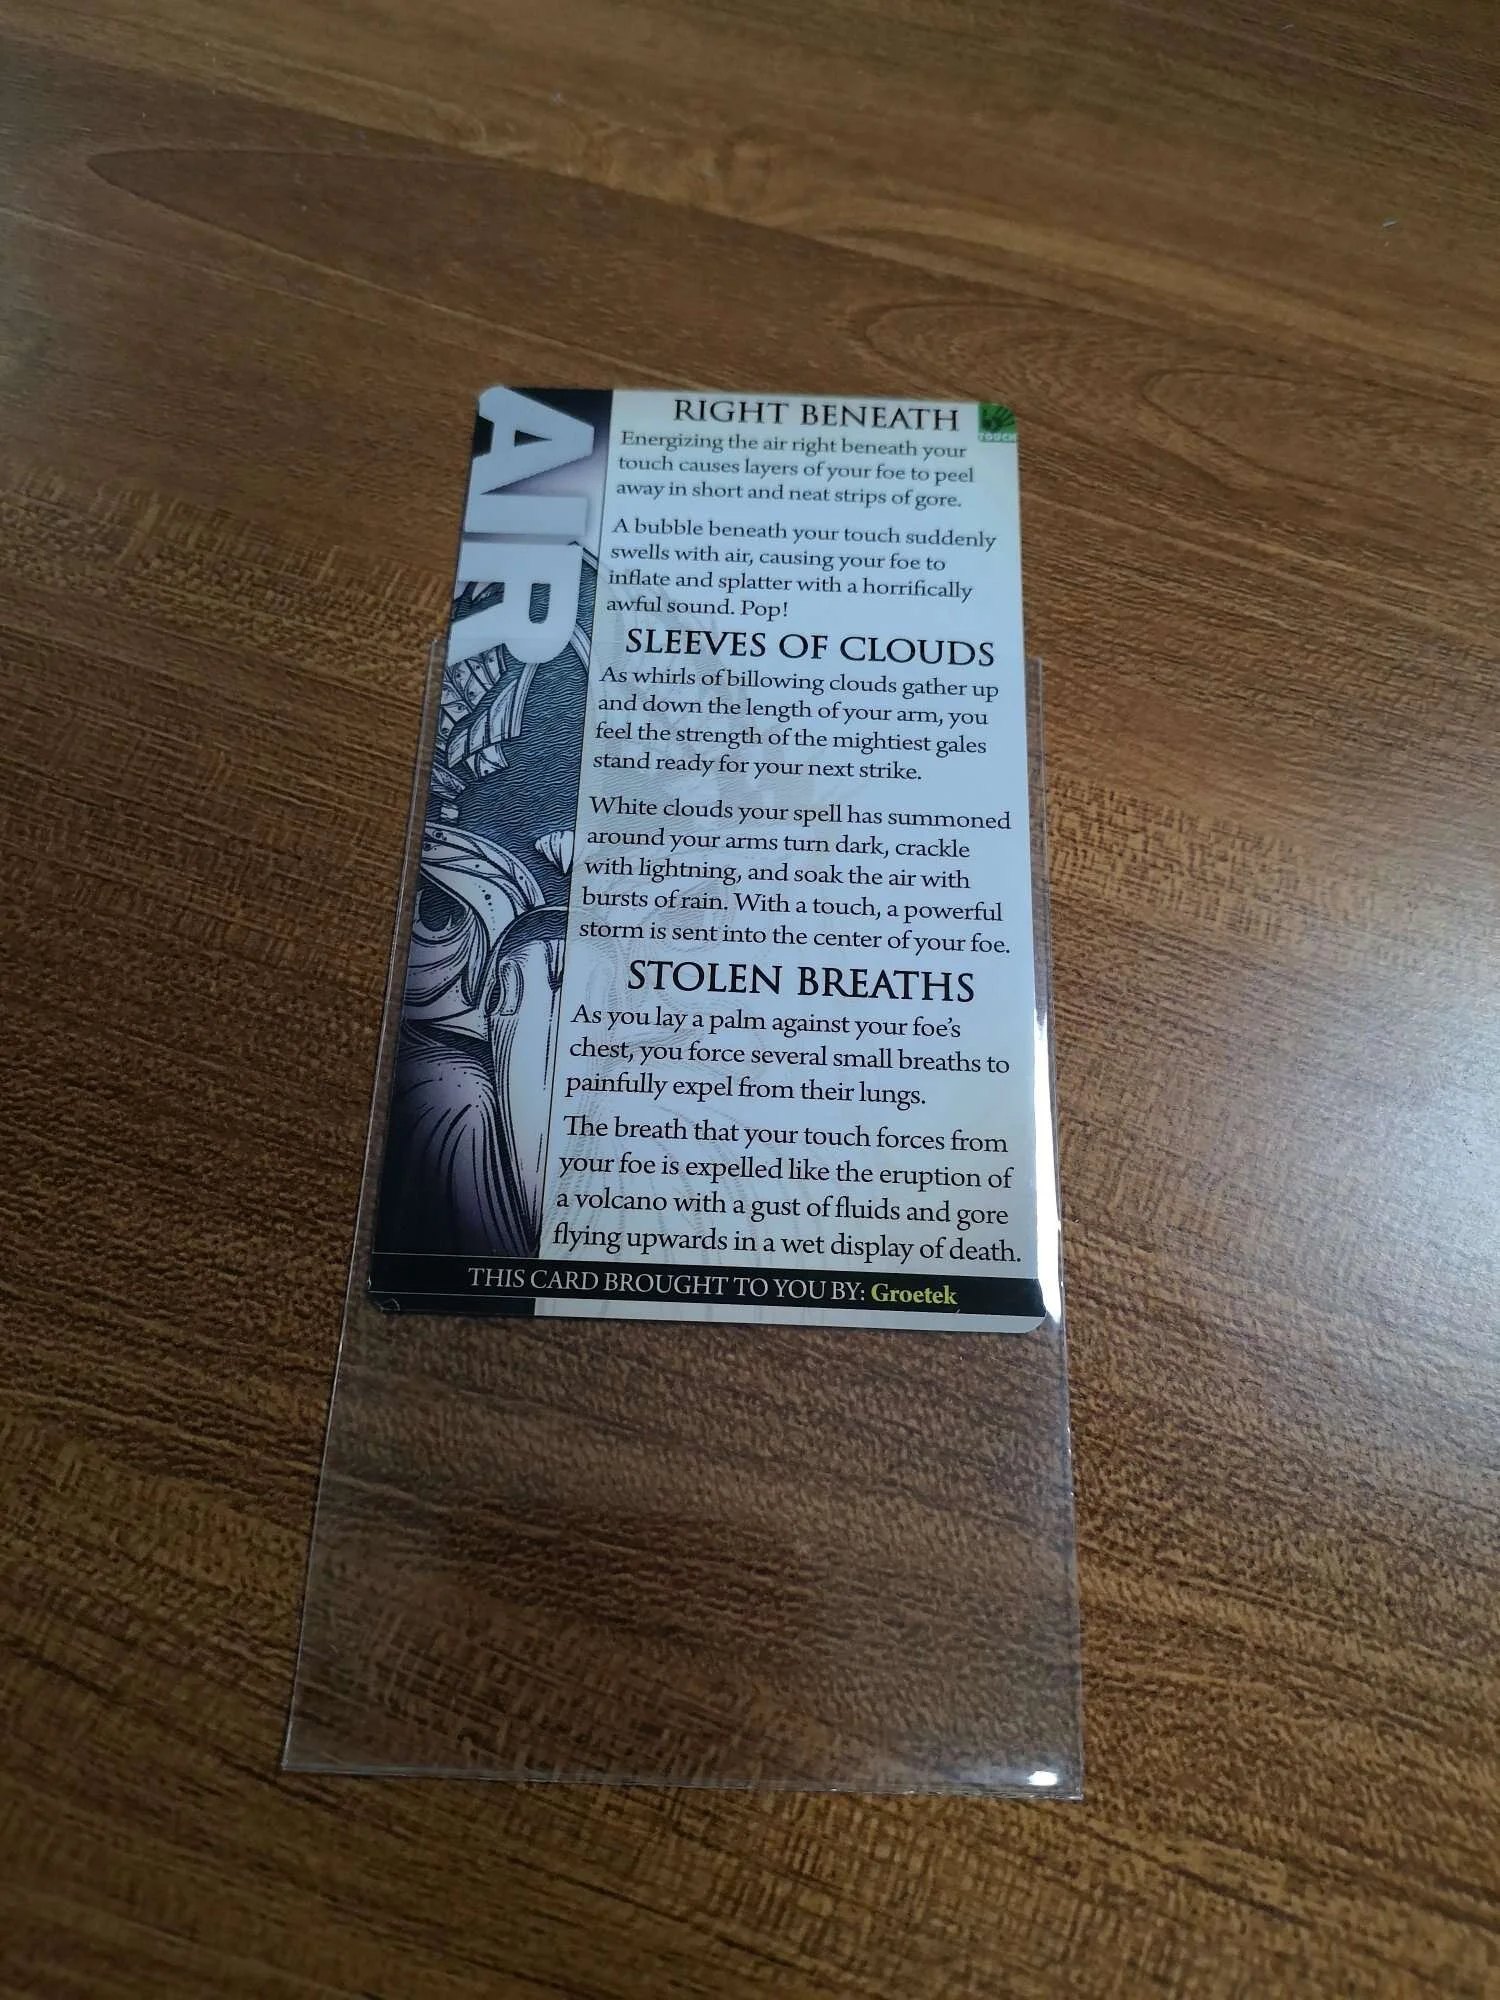 AIR
RIGHT BENEATH
TOUCH
Energizing the air right beneath your
touch causes layers of your foe to peel
away in short and neat strips of gore.
A bubble beneath your touch suddenly
swells with air, causing your foe to
inflate and splatter with a horrifically
awful sound. Pop!
SLEEVES OF CLOUDS
As whirls of billowing clouds gather up
and down the length of your arm, you
feel the strength of the mightiest gales
stand ready for your next strike.
White clouds your spell has summoned
around your arms turn dark, crackle
with lightning, and soak the air with
bursts of rain. With a touch, a powerful
storm is sent into the center of your foe.
STOLEN BREATHS
As you lay a palm against your foe's
chest, you force several small breaths to
painfully expel from their lungs.
The breath that your touch forces from
your foe is expelled like the eruption of
a volcano with a gust of fluids and gore
flying upwards in a wet display of death.
THIS CARD BROUGHT TO YOU BY: Groetek